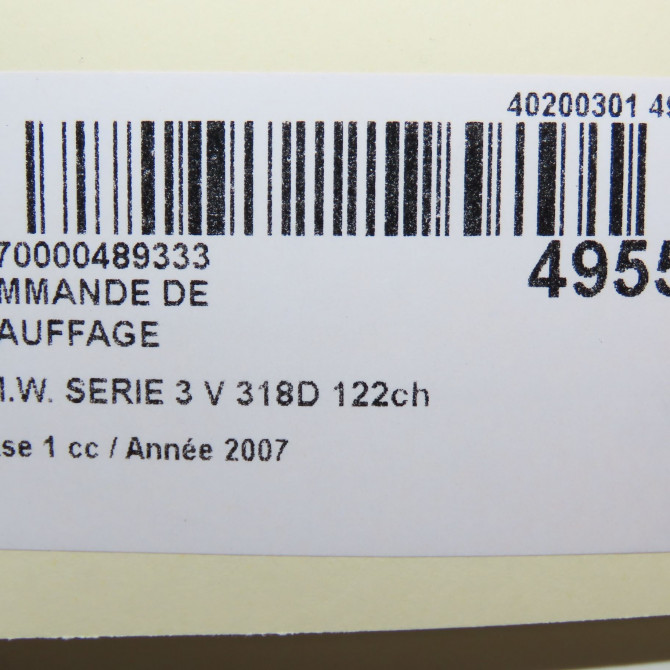 40200301 49
70000489333
4955
MMANDE DE
AUFFAGE
.W. SERIE 3 V 318D 122ch
se 1 cc / Année 2007